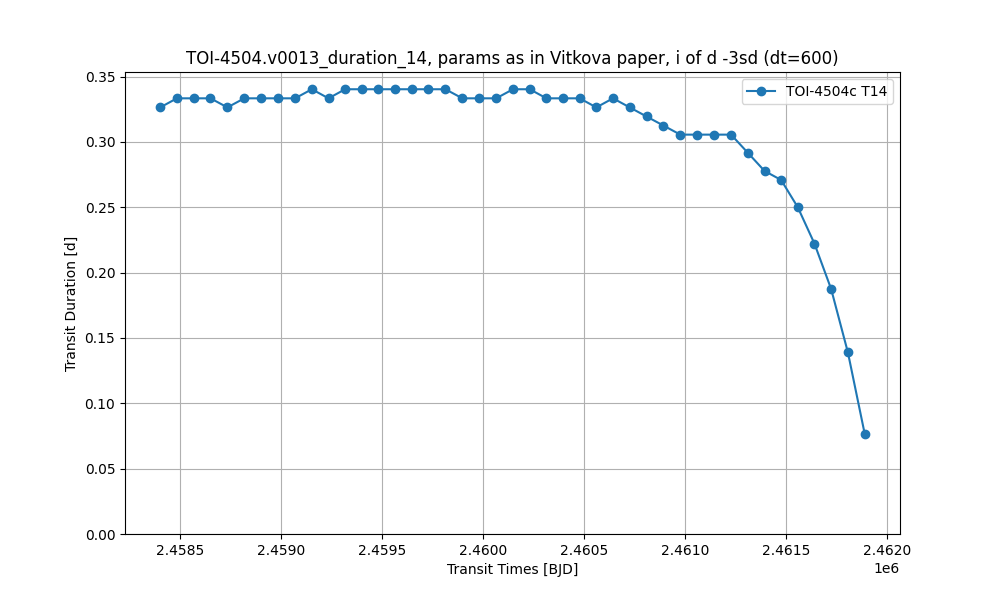 TOI-4504.v0013_duration_14, params as in Vitkova paper, i of d -3sd (dt=600)
TOI-4504c T14
0.35
0.30
0.25
0.20
0.15
0.10
0.05
0.00
Transit Duration [d]
2.4585 2.4590 2.4595 2.4600 2.4605 2.4610 2.4615 2.4620
1e6
Transit Times [BJD]